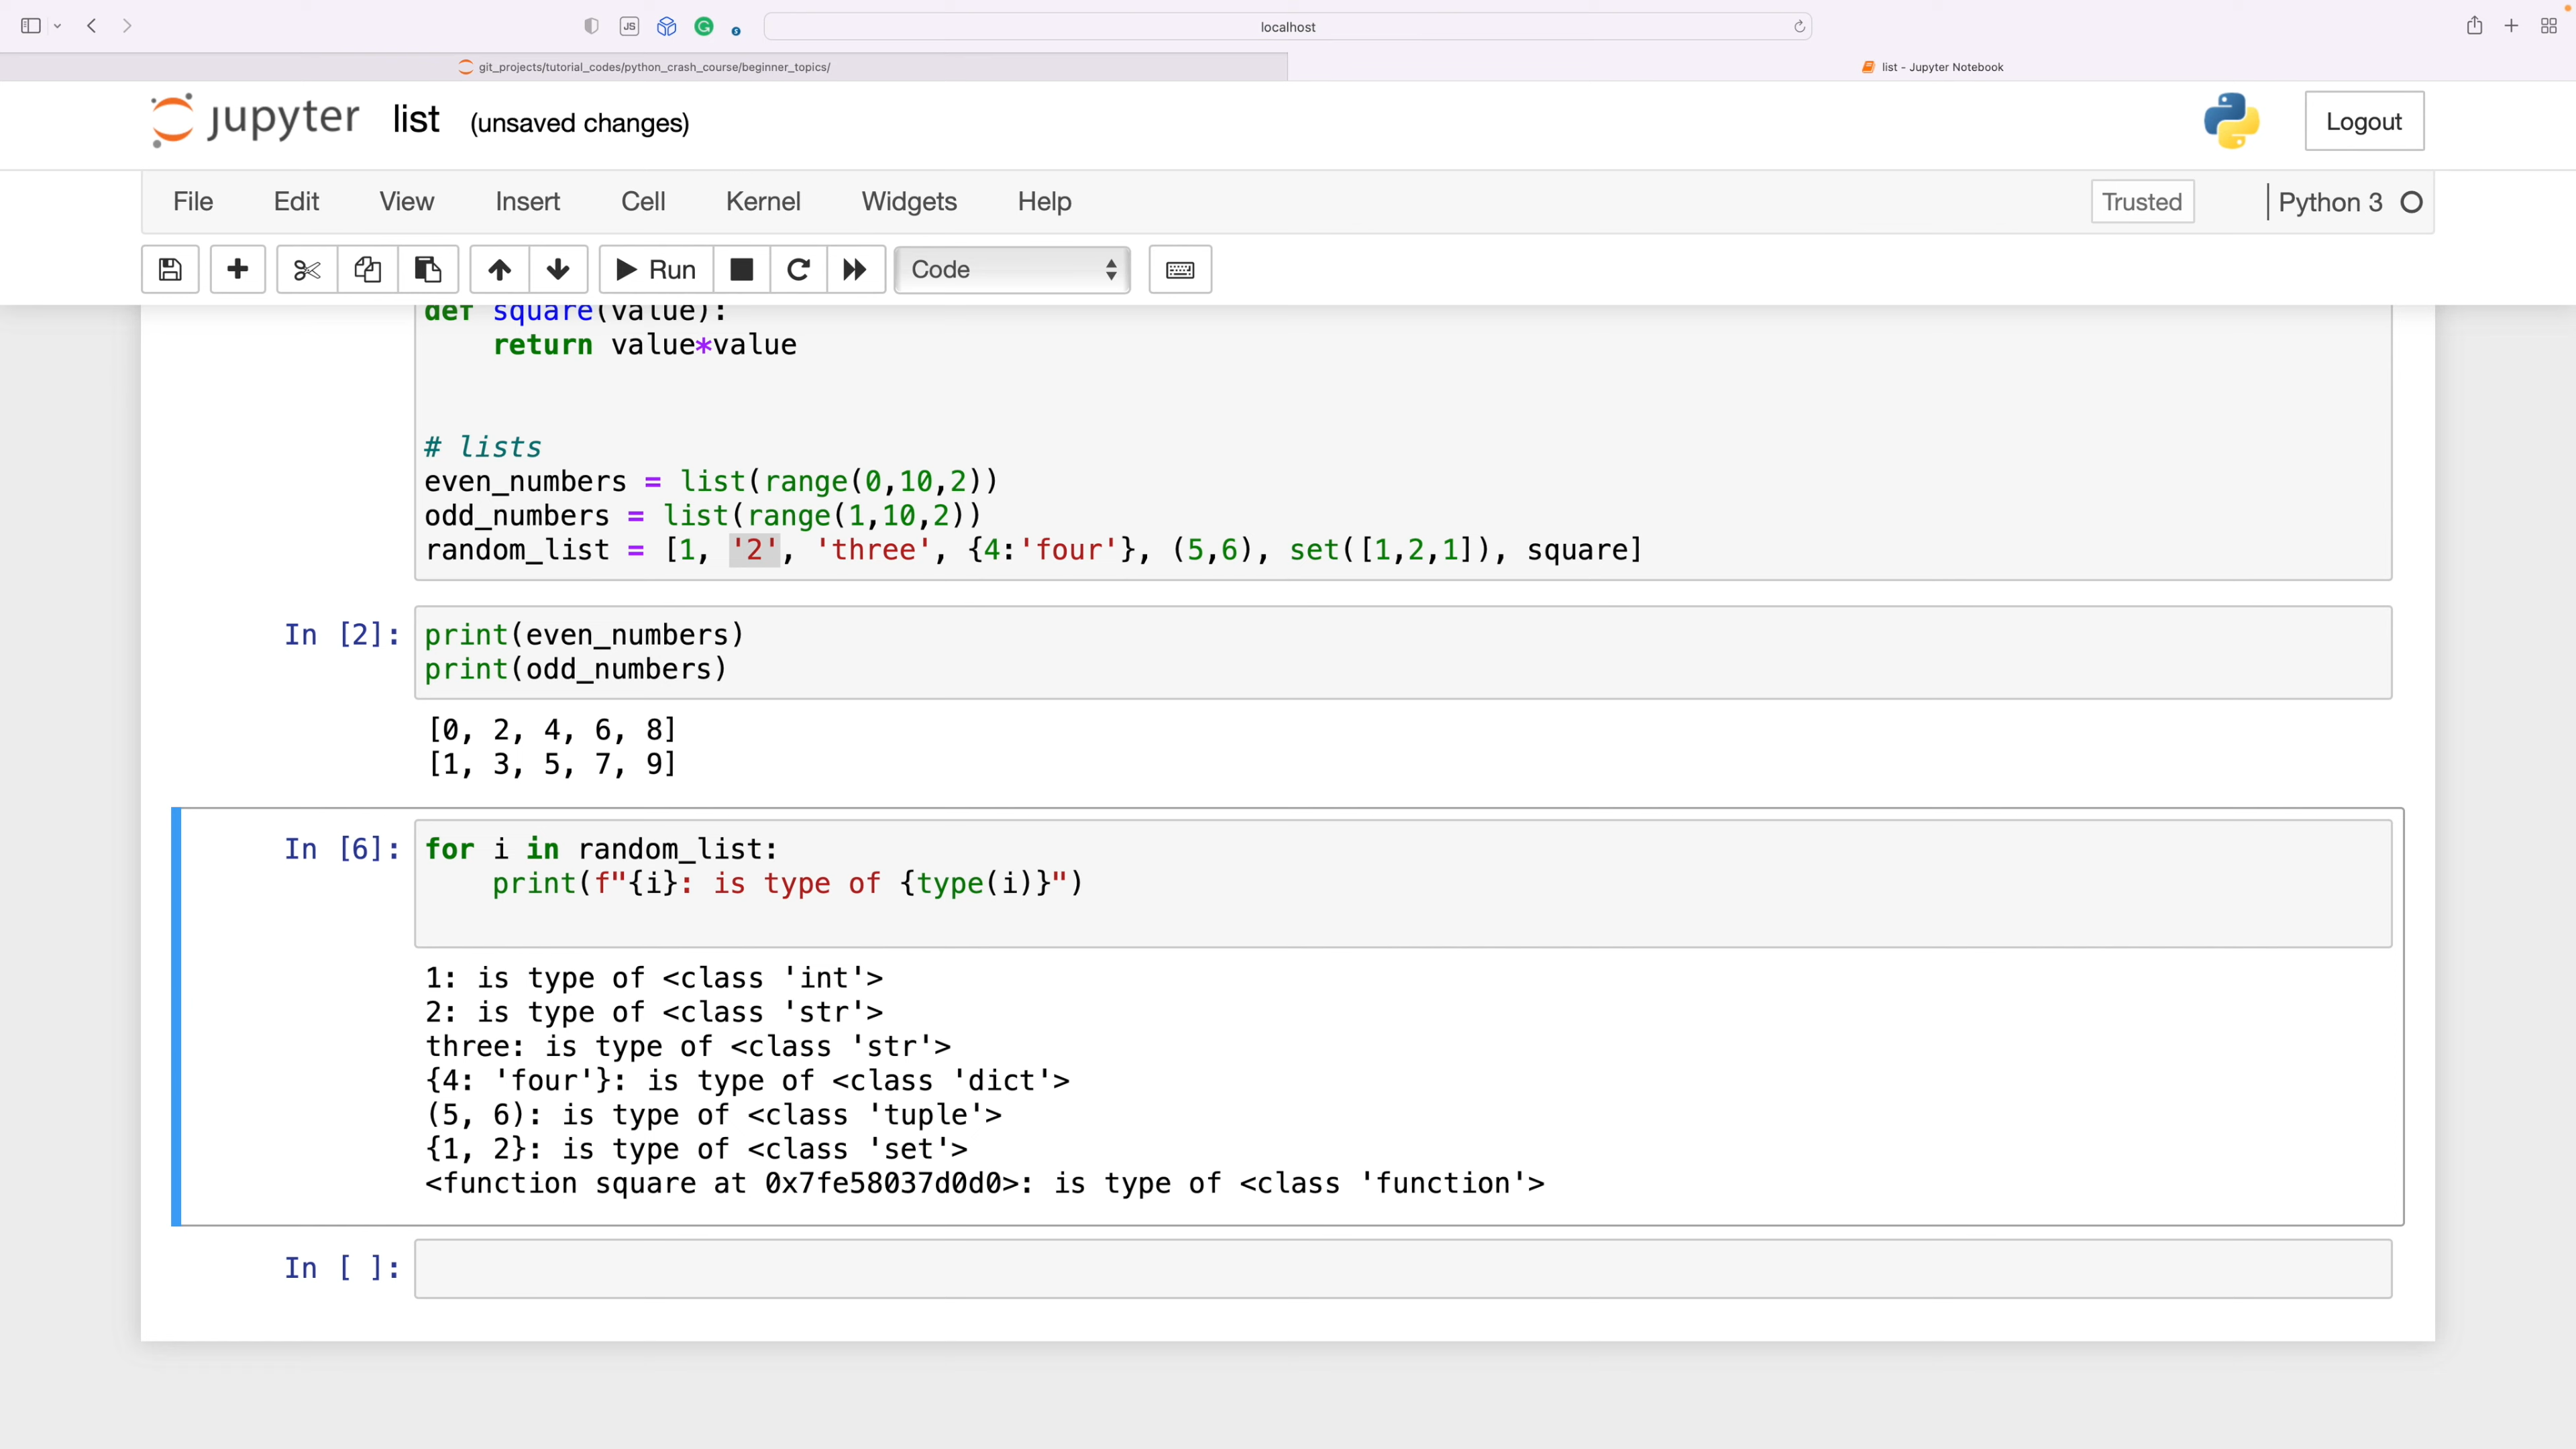 JS
localhost
git_projects/tutorial_codes/python_crash_course/beginner_topics/
list - Jupyter Notebook
jupyter list (unsaved changes)
Logout
File Edit View Insert Cell Kernel Widgets Help Trusted Python 3
Run Code
def square(value):
    return value*value
# lists
even_numbers = list(range(0,10,2))
odd_numbers = list(range(1,10,2))
random_list = [1, '2', 'three', {4:'four'}, (5,6), set([1,2,1]), square]
In [2]: print(even_numbers)
print(odd_numbers)
[0, 2, 4, 6, 8]
[1, 3, 5, 7, 9]
In [6]: for i in random_list:
    print(f"{i}: is type of {type(i)}")
1: is type of <class 'int'>
2: is type of <class 'str'>
three: is type of <class 'str'>
{4: 'four'}: is type of <class 'dict'>
(5, 6): is type of <class 'tuple'>
{1, 2}: is type of <class 'set'>
<function square at 0x7fe58037d0d0>: is type of <class 'function'>
In [ ]: